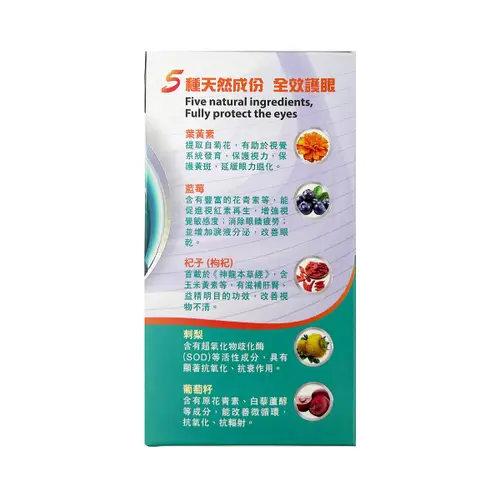 5種天然成份 全效護眼
Five natural ingredients,
Fully protect the eyes
葉黃素
提取自菊花，有助於視覺
系統發育，保護視力，保
護黃斑，延緩眼力退化。
藍莓
含有豐富的花青素等，能
促進視紅素再生，增強視
覺敏感度；消除眼睛疲勞；
並增加淚液分泌，改善眼
乾。
杞子 (枸杞)
首載於《神龍本草經》，含
玉米黃素等，有滋補肝腎、
益精明目的功效，改善視
物不清。
刺梨
含有超氧化物歧化酶
(SOD)等活性成分，具有
顯著抗氧化、抗衰作用。
葡萄籽
含有原花青素、白藜蘆醇
等成分，能改善微循環，
抗氧化、抗輻射。